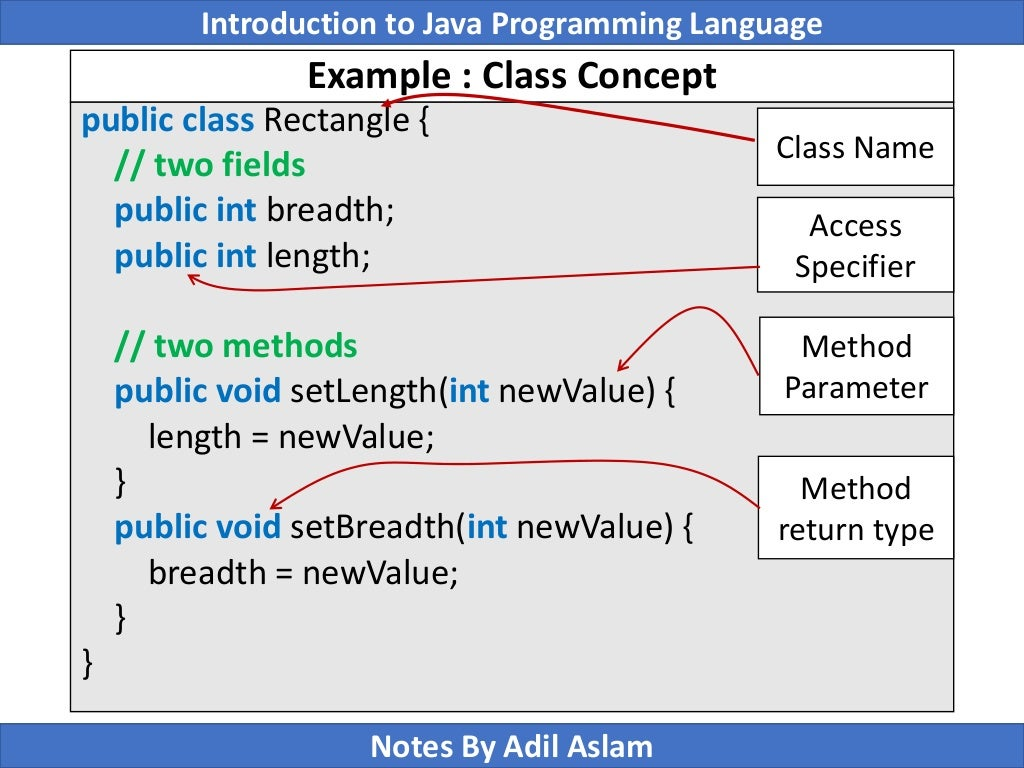 Introduction to Java Programming Language
Example : Class Concept
public class Rectangle {
// two fields
public int breadth;
public int length;
// two methods
public void setLength(int newValue) {
length = newValue;
}
public void setBreadth(int newValue) {
breadth = newValue;
}
}
Class Name
Access
Specifier
Method
Parameter
Method
return type
Notes By Adil Aslam